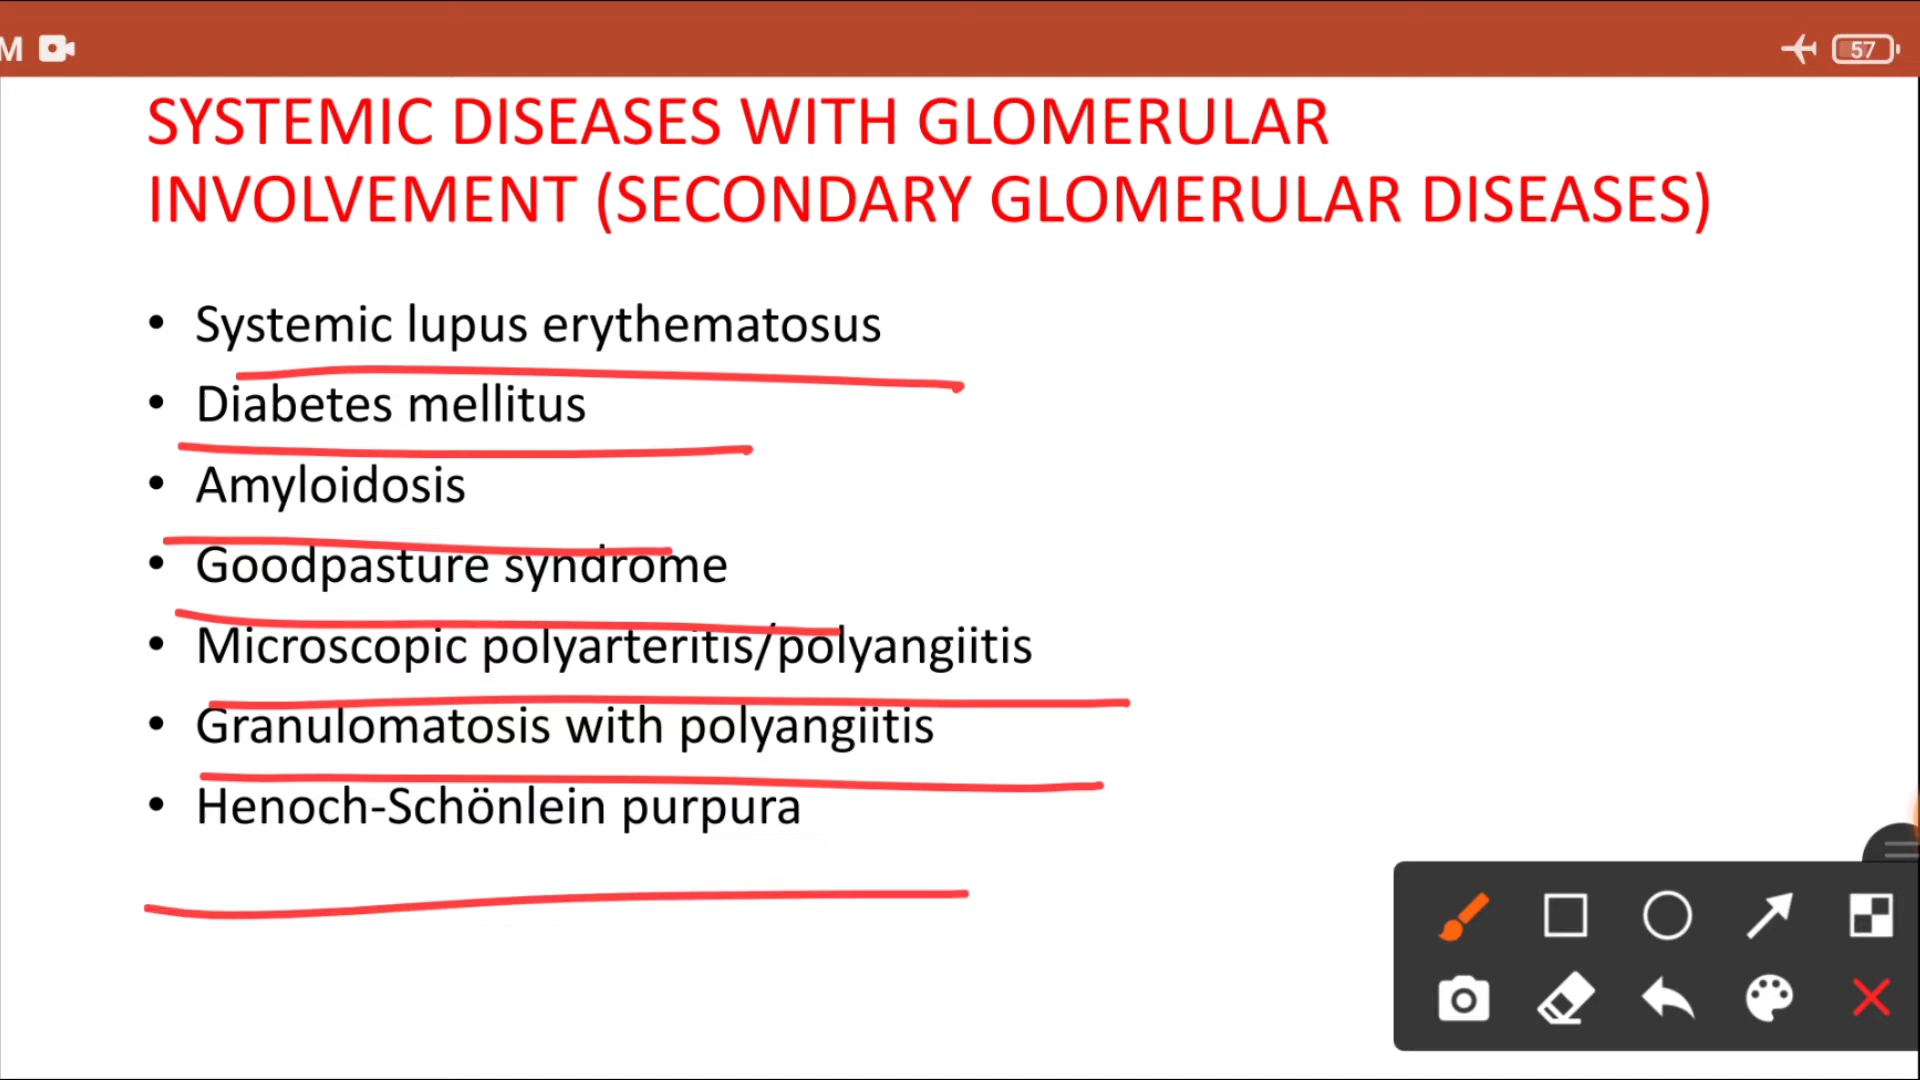 M
57
SYSTEMIC DISEASES WITH GLOMERULAR
INVOLVEMENT (SECONDARY GLOMERULAR DISEASES)
• Systemic lupus erythematosus
• Diabetes mellitus
• Amyloidosis
• Goodpasture syndrome
• Microscopic polyarteritis/polyangiitis
• Granulomatosis with polyangiitis
• Henoch-Schönlein purpura